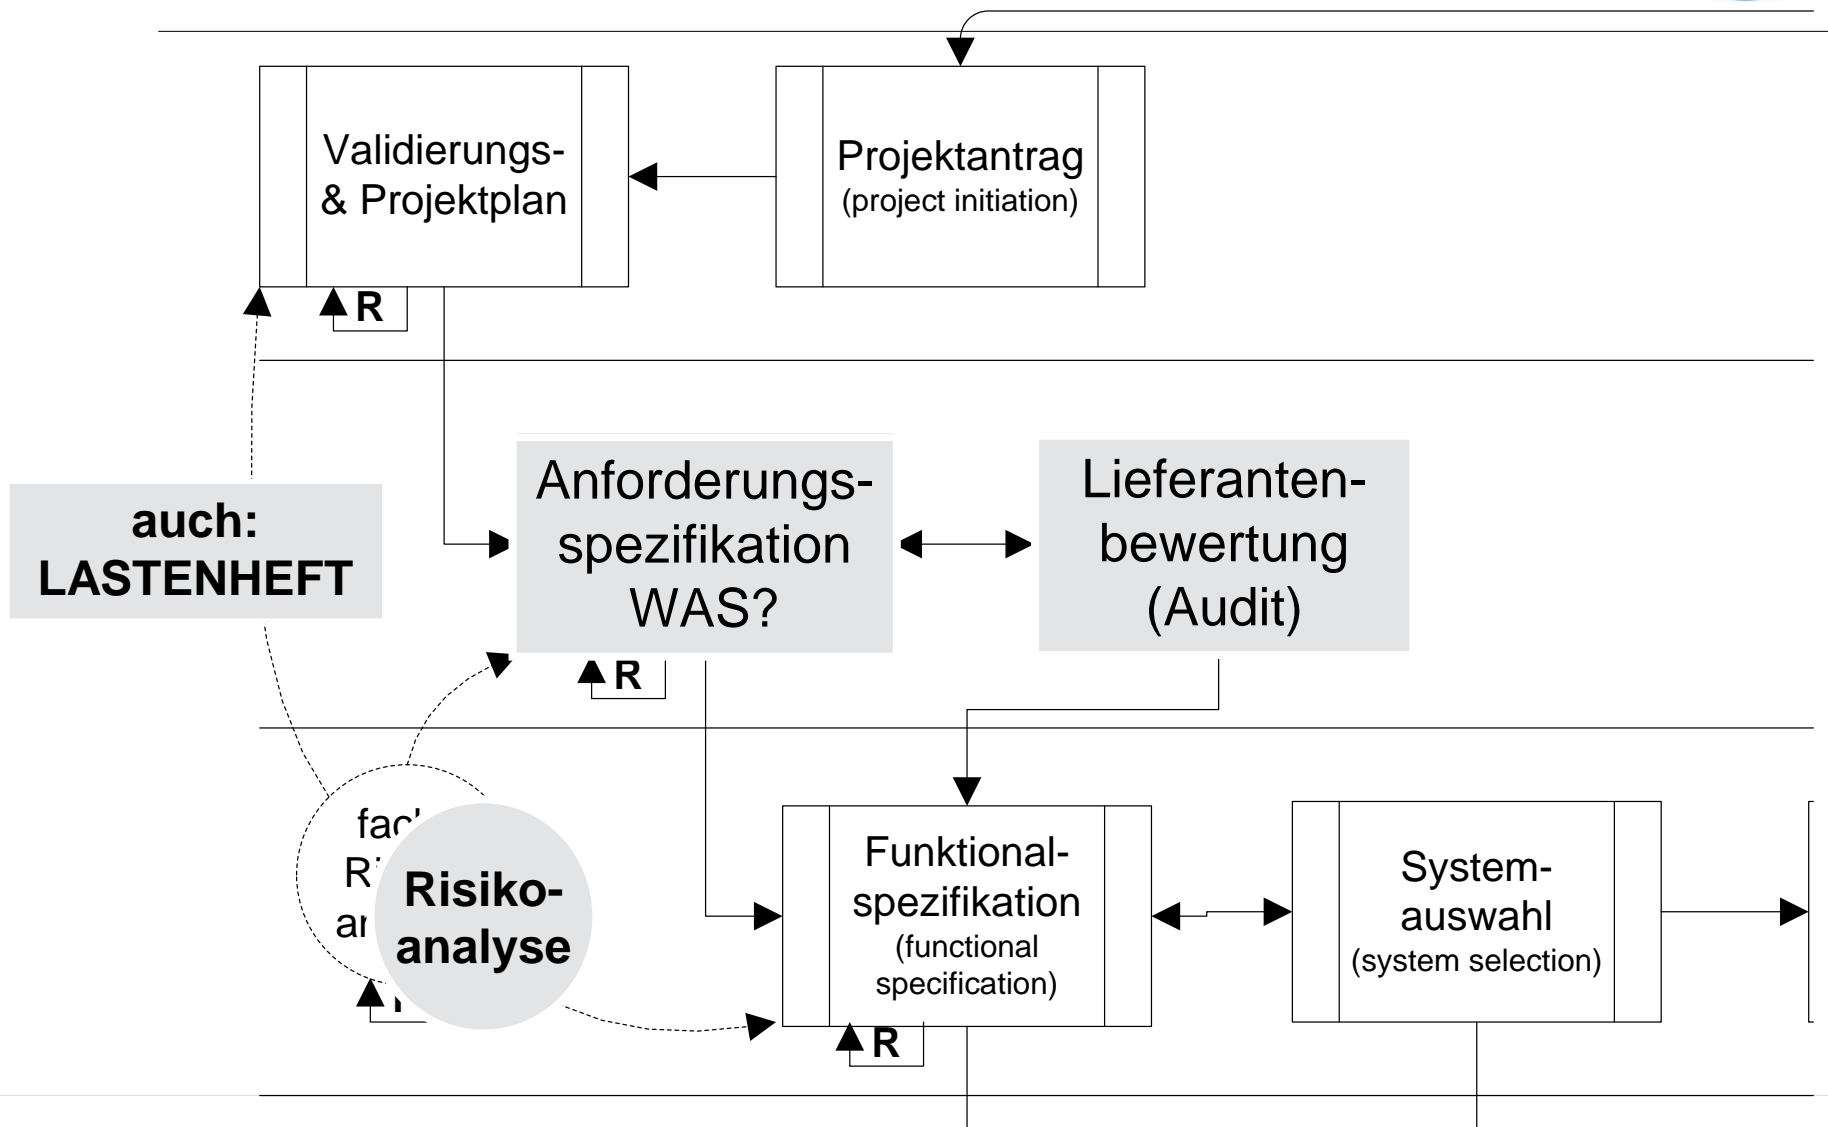 Validierungs-
& Projektplan
Projektantrag
(project initiation)
R
auch:
LASTENHEFT
Anforderungs-
spezifikation
WAS?
Lieferanten-
bewertung
(Audit)
R
Risiko-
analyse
Funktional-
spezifikation
(functional
specification)
R
System-
auswahl
(system selection)